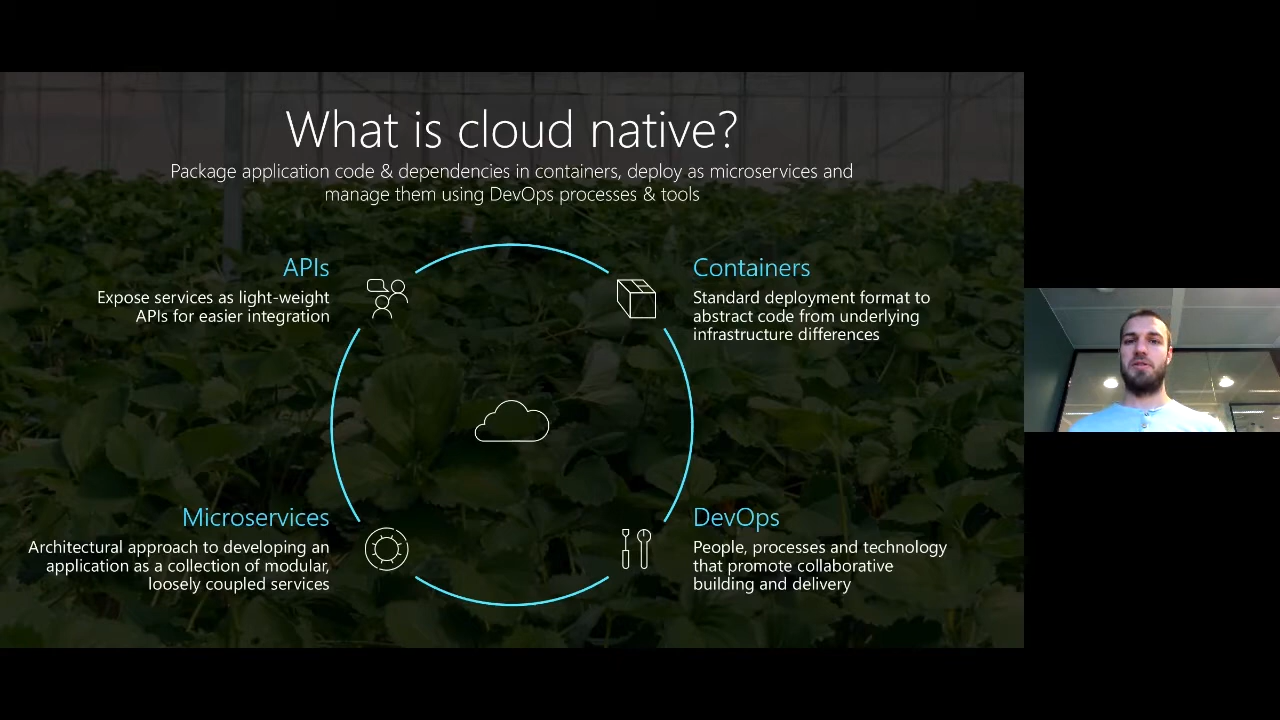 What is cloud native?
Package application code & dependencies in containers, deploy as microservices and
manage them using DevOps processes & tools
APIs
Expose services as light-weight
APIs for easier integration
Containers
Standard deployment format to
abstract code from underlying
infrastructure differences
Microservices
Architectural approach to developing an
application as a collection of modular,
loosely coupled services
DevOps
People, processes and technology
that promote collaborative
building and delivery